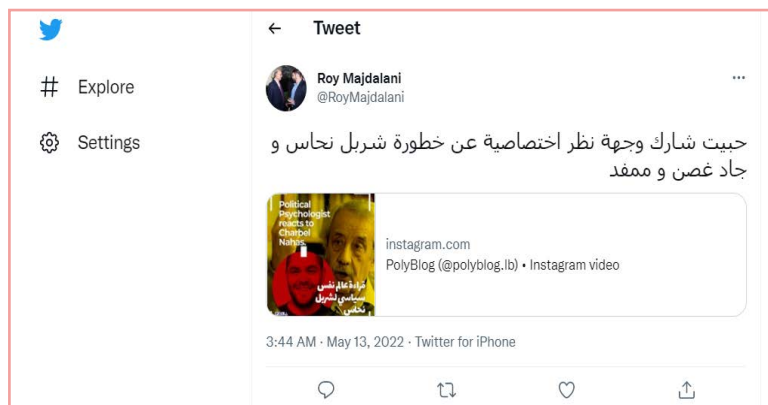 Tweet
Explore
Settings
Roy Majdalani
@RoyMajdalani
حبيت شارك وجهة نظر اختصاصية عن خطورة شربل نحاس و
جاد غصن و ممفد
Political
Psychologist
reacts to
Charbel
Nahas.
قراءة عالم نفس
سياسي لشربل
نحاس
instagram.com
PolyBlog (@polyblog.lb) • Instagram video
3:44 AM · May 13, 2022 · Twitter for iPhone